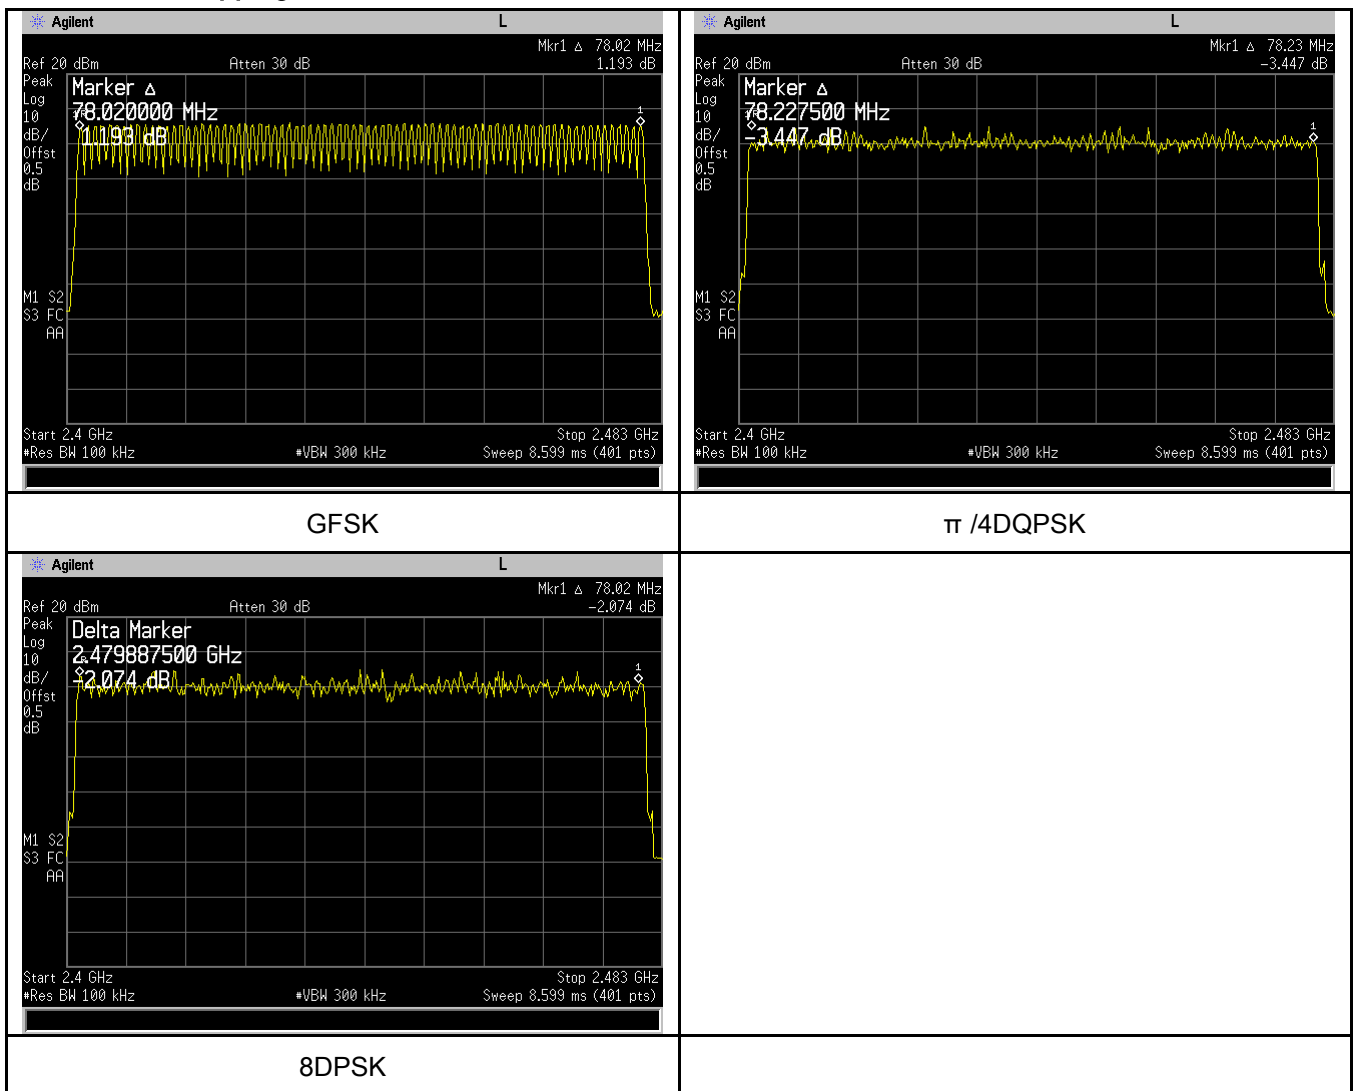 Agilent L
Mkr1 Δ 78.02 MHz
Ref 20 dBm Atten 30 dB 1.193 dB
Peak
Log
10
dB/
Offst
0.5
dB
Marker Δ
78.020000 MHz
1.193 dB
1
M1 S2
S3 FC
AA
Start 2.4 GHz Stop 2.483 GHz
#Res BW 100 kHz #VBW 300 kHz Sweep 8.599 ms (401 pts)
Agilent L
Mkr1 Δ 78.23 MHz
Ref 20 dBm Atten 30 dB -3.447 dB
Peak
Log
10
dB/
Offst
0.5
dB
Marker Δ
78.227500 MHz
-3.447 dB
1
M1 S2
S3 FC
AA
Start 2.4 GHz Stop 2.483 GHz
#Res BW 100 kHz #VBW 300 kHz Sweep 8.599 ms (401 pts)
GFSK
π /4DQPSK
Agilent L
Mkr1 Δ 78.02 MHz
Ref 20 dBm Atten 30 dB -2.074 dB
Peak
Log
10
dB/
Offst
0.5
dB
Delta Marker
2.479887500 GHz
-2.074 dB
1
M1 S2
S3 FC
AA
Start 2.4 GHz Stop 2.483 GHz
#Res BW 100 kHz #VBW 300 kHz Sweep 8.599 ms (401 pts)
8DPSK